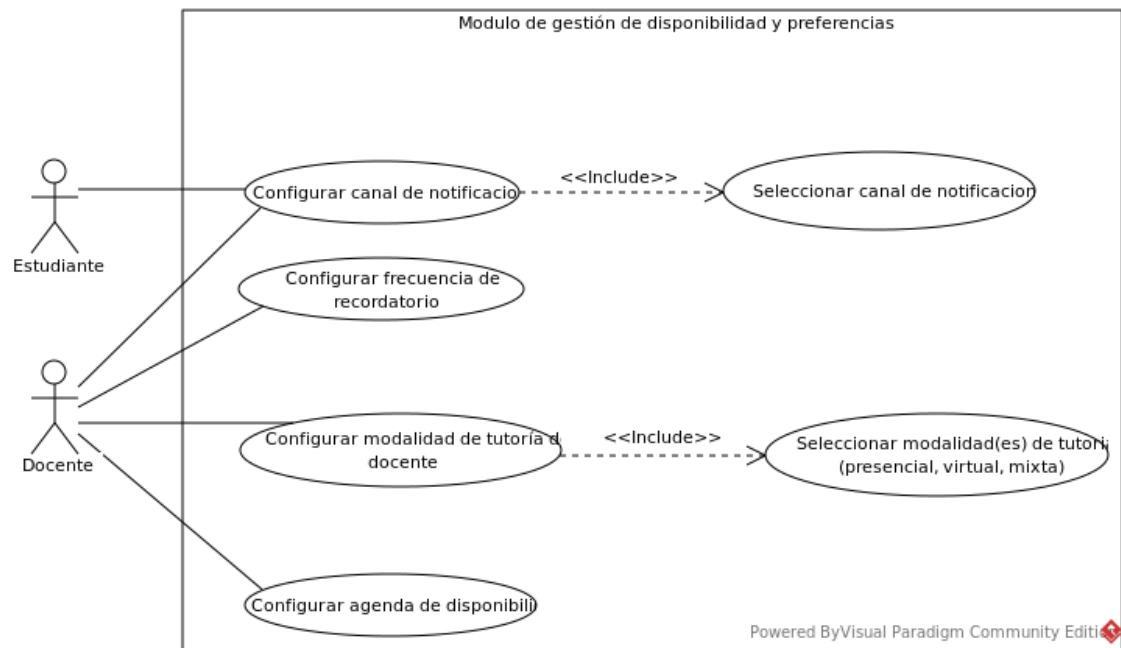 Modulo de gestión de disponibilidad y preferencias
<<Include>>
Configurar canal de notificacio
Seleccionar canal de notificacion
Estudiante
Configurar frecuencia de
recordatorio
Configurar modalidad de tutoría d
docente
<<Include>>
Seleccionar modalidad(es) de tutori
(presencial, virtual, mixta)
Docente
Configurar agenda de disponibili
Powered ByVisual Paradigm Community Editi